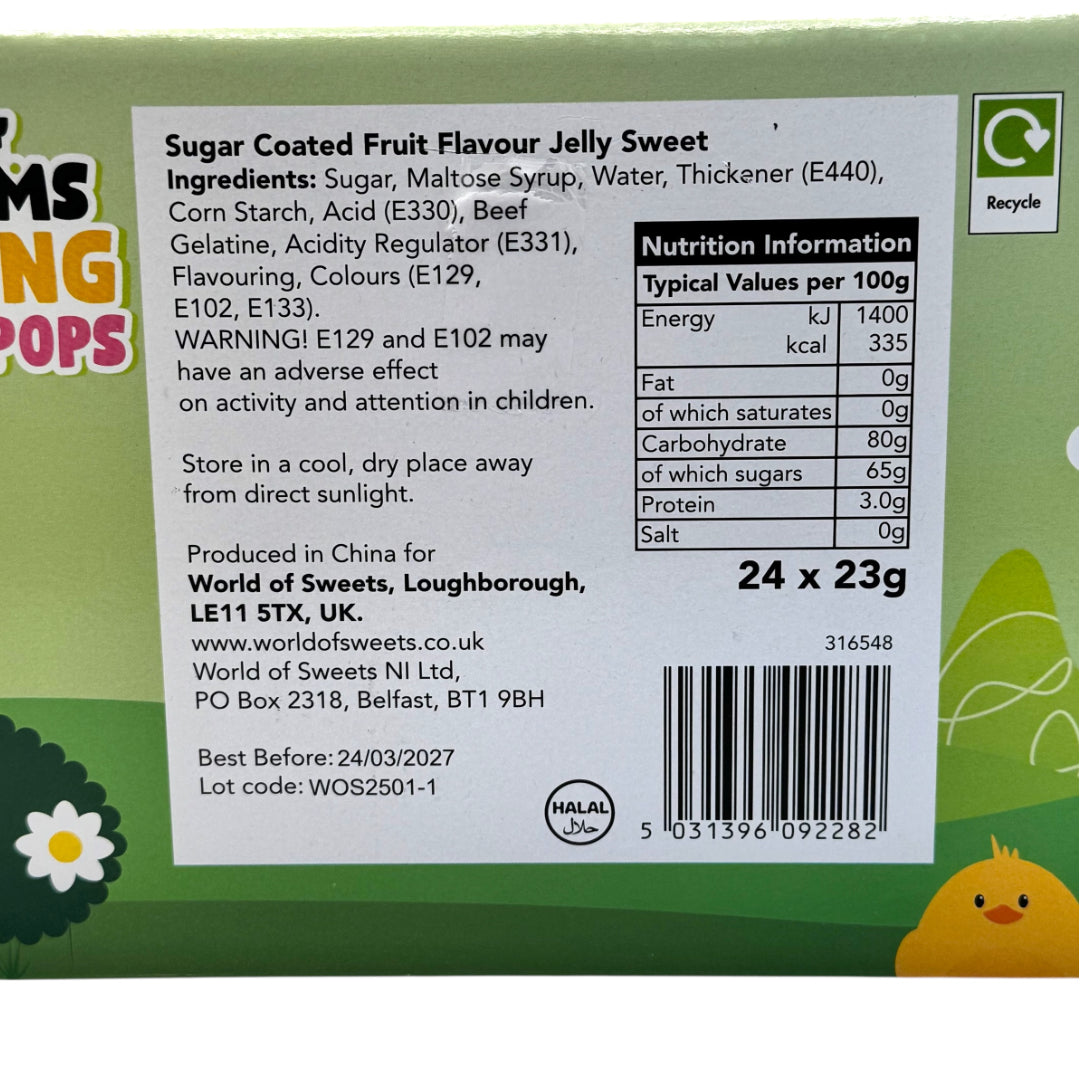 MS
NG
POPS
Sugar Coated Fruit Flavour Jelly Sweet
Ingredients: Sugar, Maltose Syrup, Water, Thickener (E440),
Corn Starch, Acid (E330), Beef
Gelatine, Acidity Regulator (E331),
Flavouring, Colours (E129,
E102, E133).
WARNING! E129 and E102 may
have an adverse effect
on activity and attention in children.
Store in a cool, dry place away
from direct sunlight.
Produced in China for
World of Sweets, Loughborough,
LE11 5TX, UK.
www.worldofsweets.co.uk
World of Sweets NI Ltd,
PO Box 2318, Belfast, BT1 9BH
Best Before: 24/03/2027
Lot code: WOS2501-1
HALAL
حلال
Nutrition Information
Typical Values per 100g
Energy kJ 1400
kcal 335
Fat 0g
of which saturates 0g
Carbohydrate 80g
of which sugars 65g
Protein 3.0g
Salt 0g
24 x 23g
316548
5 031396 092282
Recycle